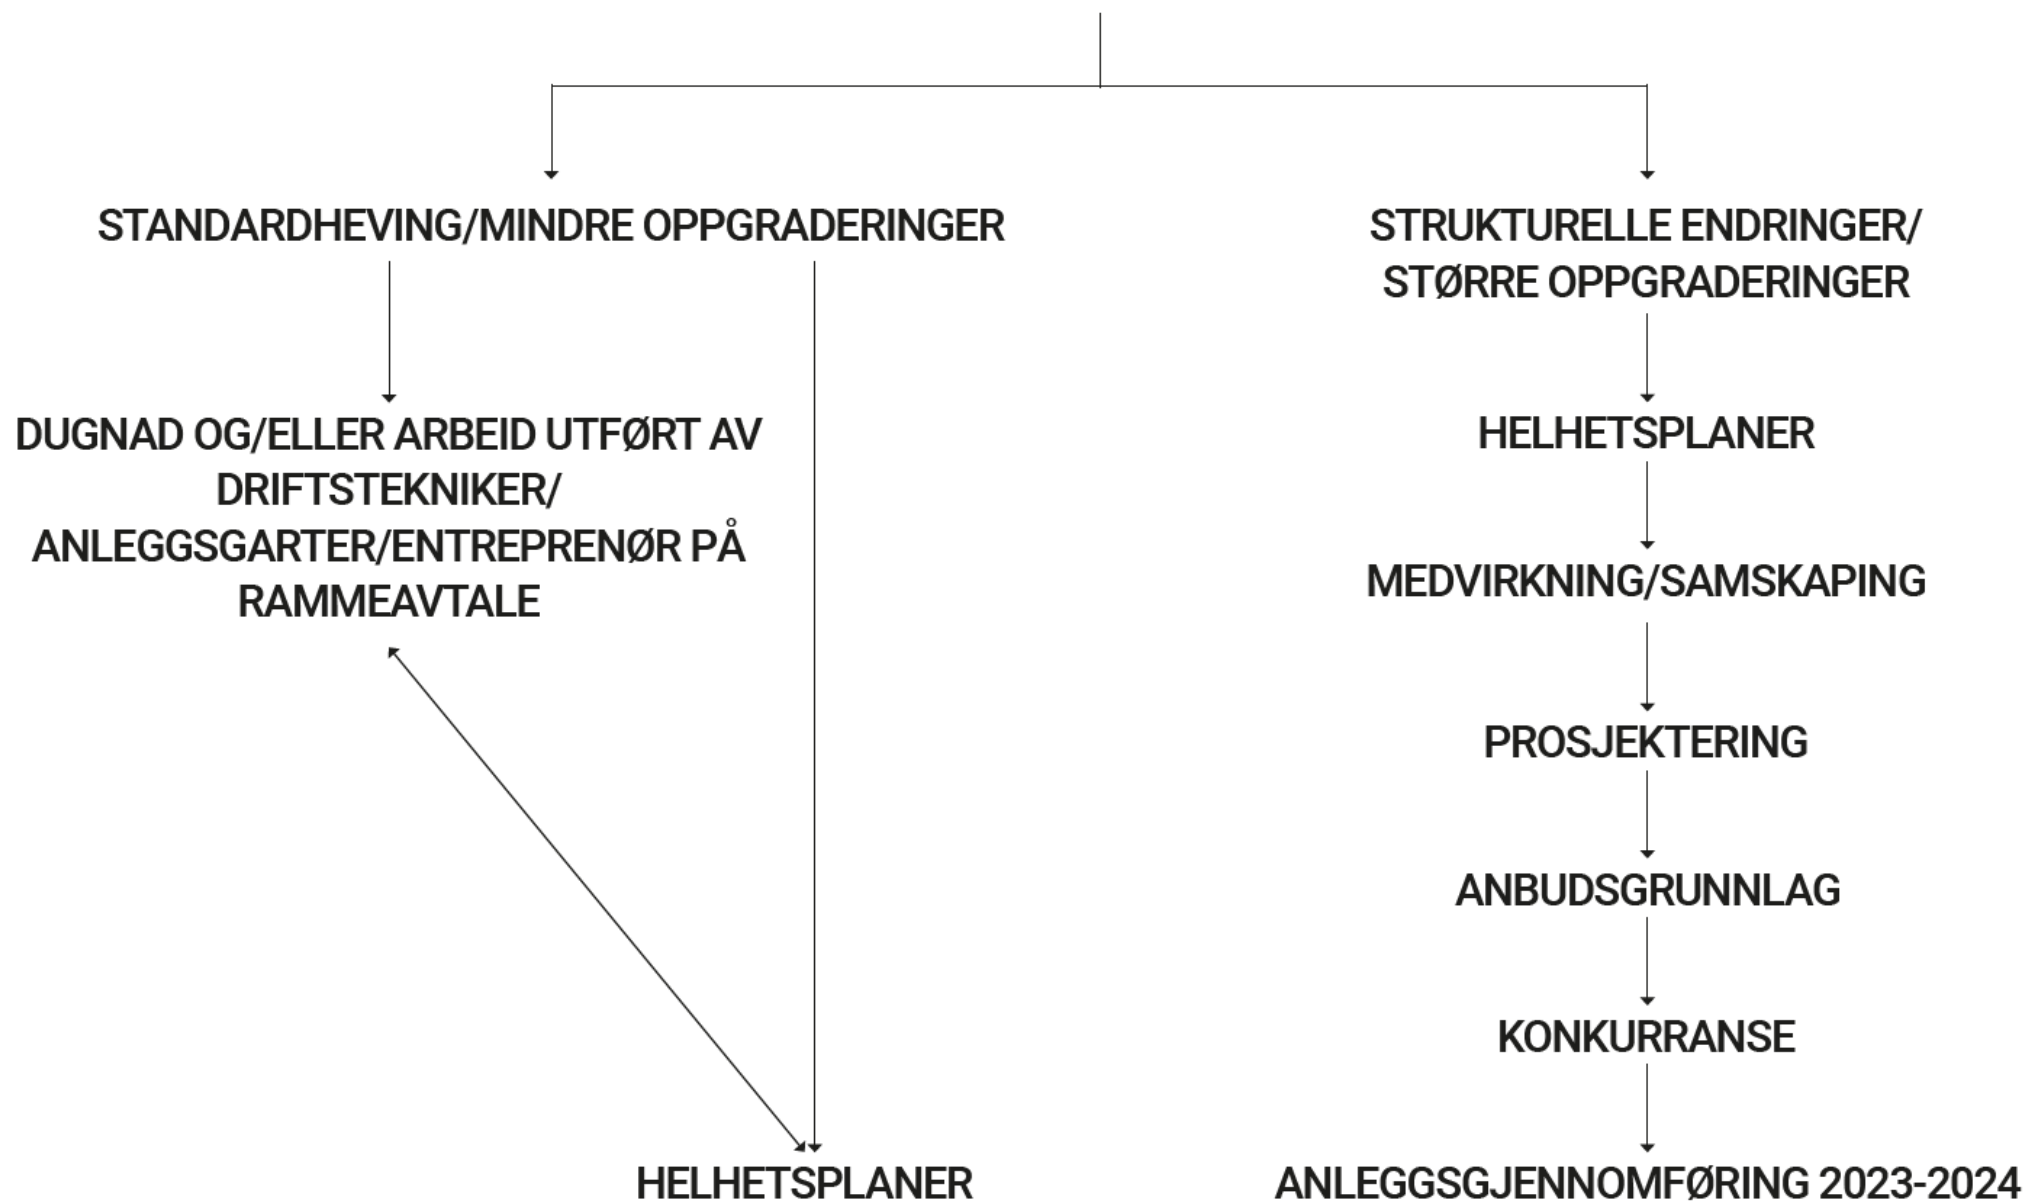 STANDARDHEVING/MINDRE OPPGRADERINGER
DUGNAD OG/ELLER ARBEID UTFØRT AV
DRIFTSTEKNIKER/
ANLEGGSGARTER/ENTREPRENØR PÅ
RAMMEAVTALE
HELHETSPLANER
STRUKTURELLE ENDRINGER/
STØRRE OPPGRADERINGER
HELHETSPLANER
MEDVIRKNING/SAMSKAPING
PROSJEKTERING
ANBUDSGRUNNLAG
KONKURRANSE
ANLEGGSGJENNOMFØRING 2023-2024